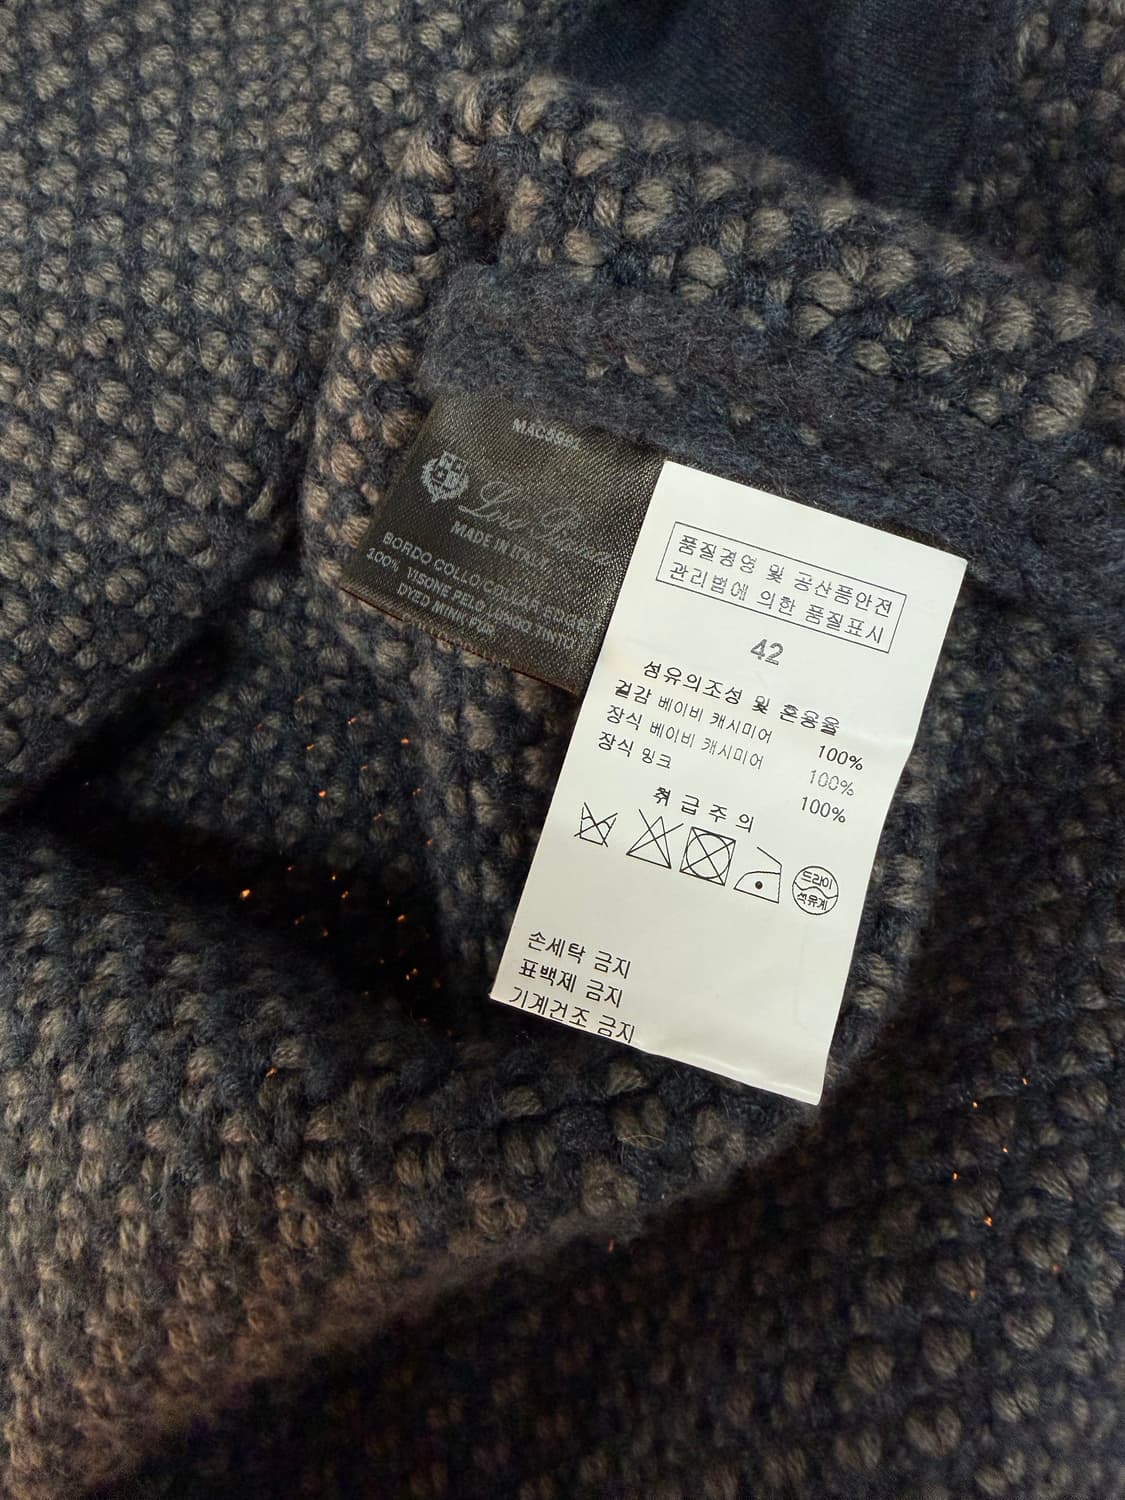 MADE IN ITALY
BORDO COLLO:COLLAR EDGE:
100% VISONE PELO LUNGO TINTO
DYED MINK FUR
품질경영 및 공산품안전
관리법에 의한 품질표시
42
섬유의조성 및 혼용율
겉감 베이비 캐시미어 100%
장식 베이비 캐시미어 100%
장식 밍크 100%
취급주의
드라이
석유계
손세탁 금지
표백제 금지
기계건조 금지